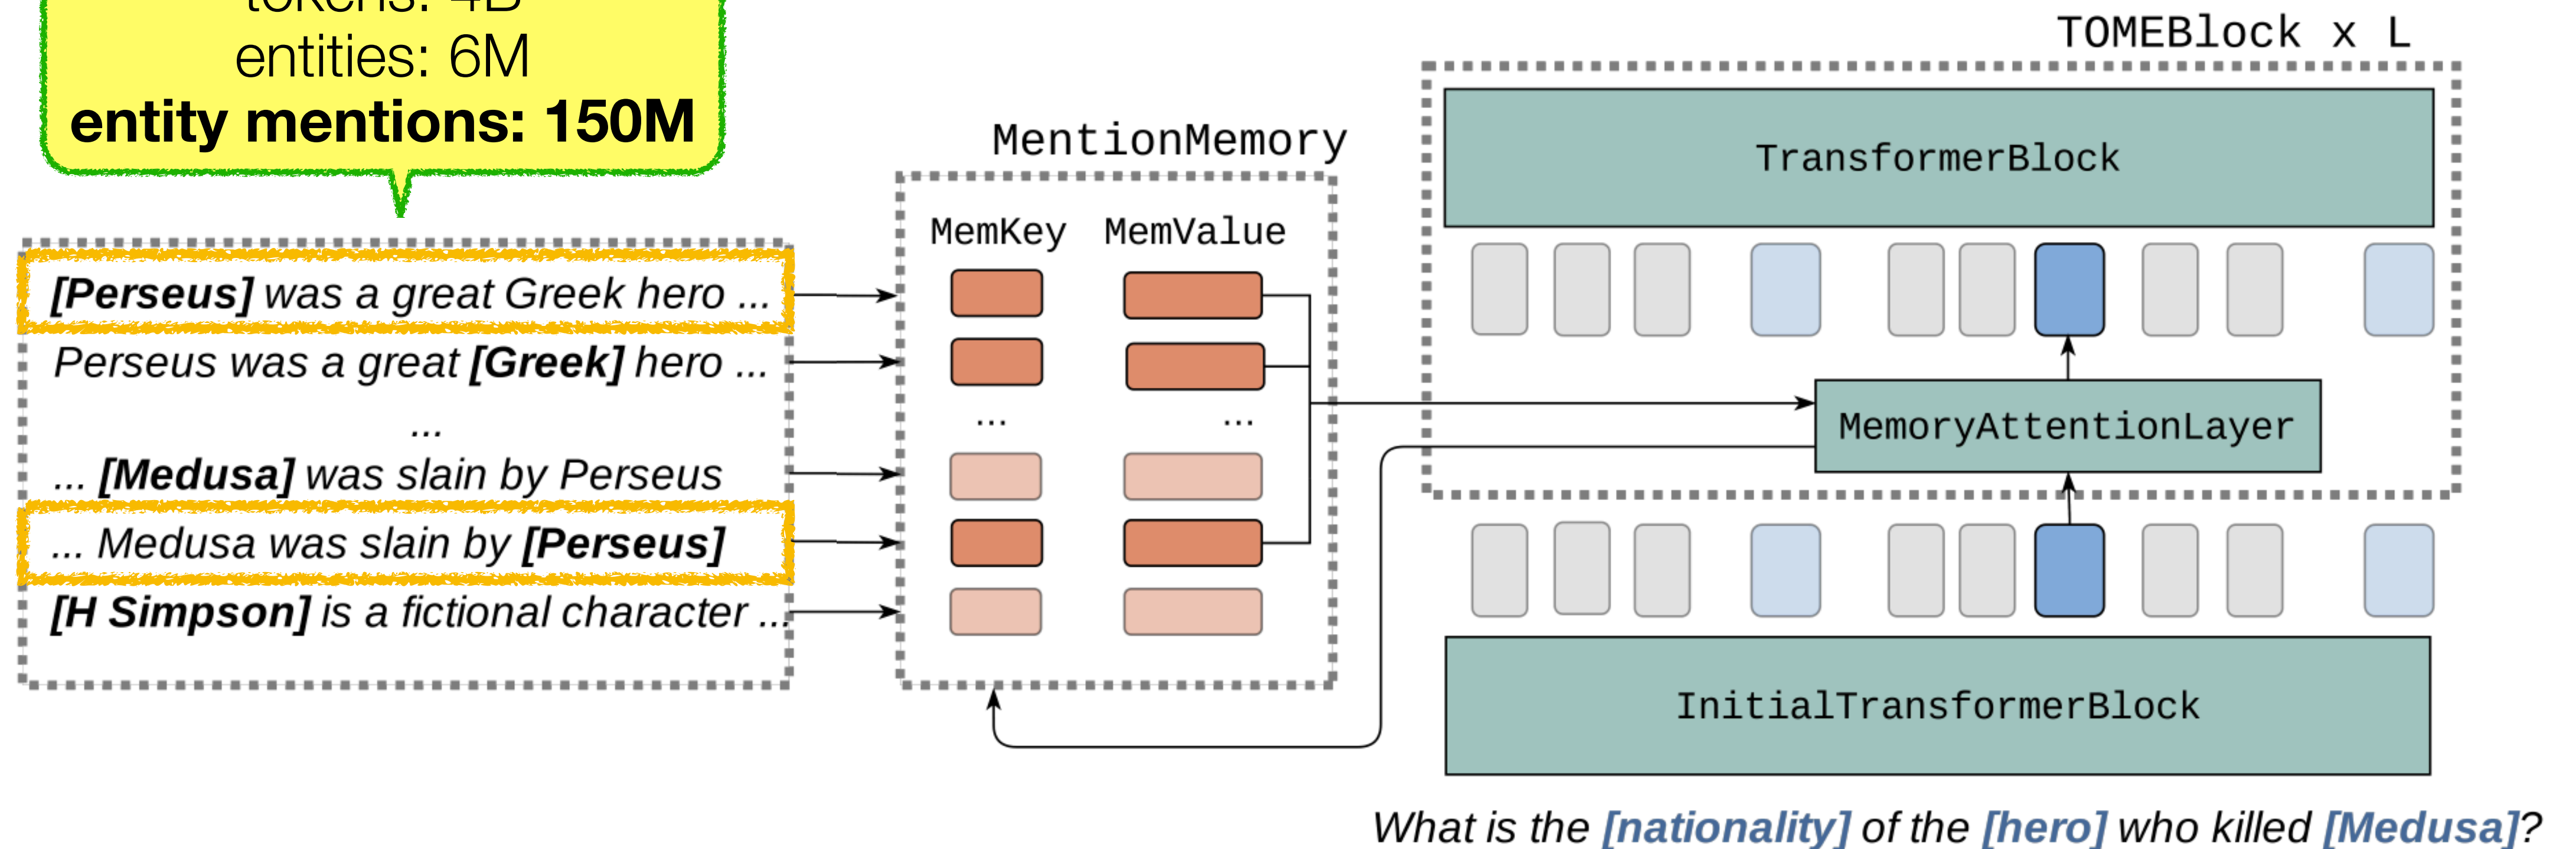 tokens: 4B
entities: 6M
entity mentions: 150M
[Perseus] was a great Greek hero ...
Perseus was a great [Greek] hero ...
...
... [Medusa] was slain by Perseus
... Medusa was slain by [Perseus]
[H Simpson] is a fictional character ...
MentionMemory
MemKey MemValue
... ...
TOMEBlock x L
TransformerBlock
MemoryAttentionLayer
InitialTransformerBlock
What is the [nationality] of the [hero] who killed [Medusa]?